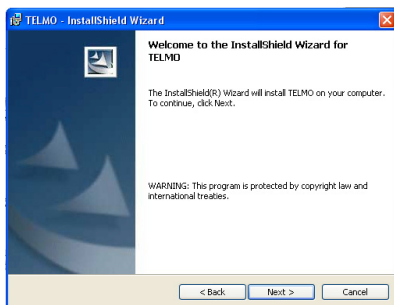 TELMO - InstallShield Wizard
Welcome to the InstallShield Wizard for
TELMO
The InstallShield(R) Wizard will install TELMO on your computer.
To continue, click Next.
WARNING: This program is protected by copyright law and
international treaties.
< Back
Next >
Cancel